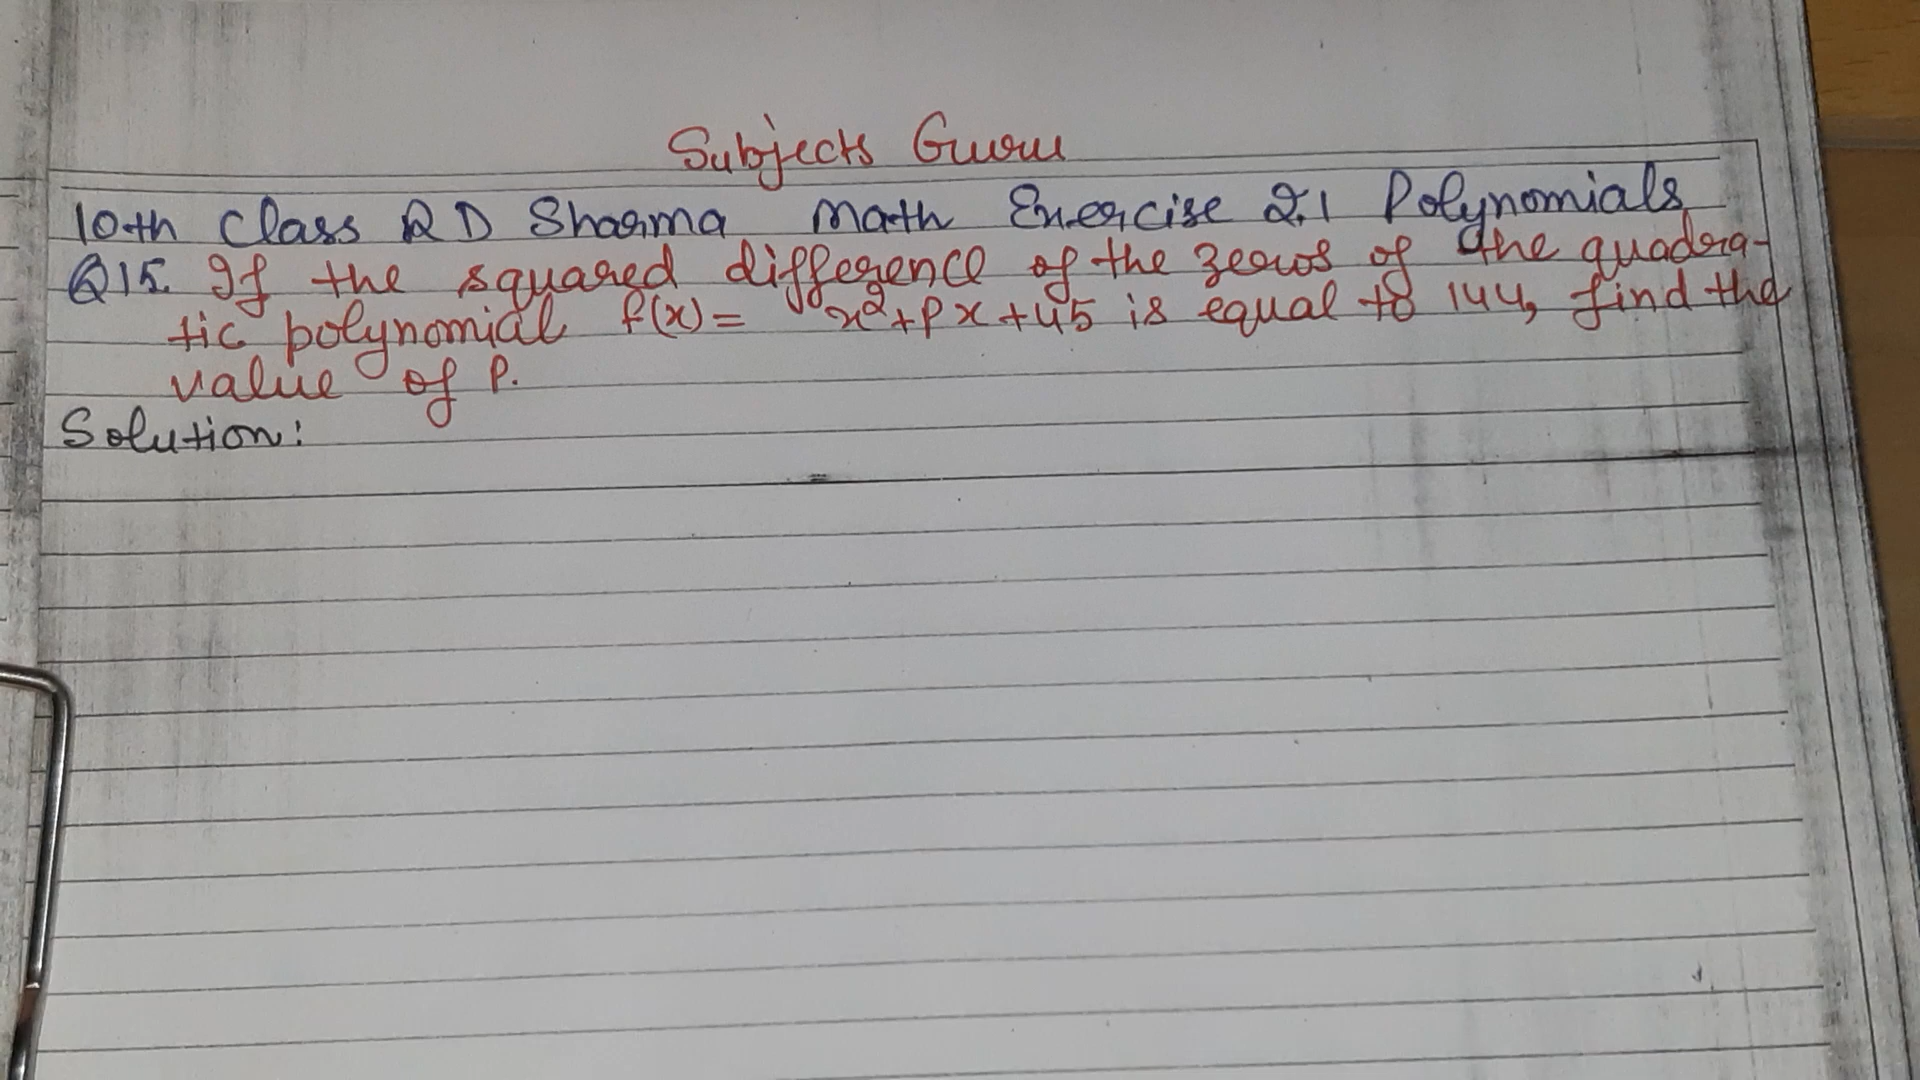 Subjects Guru
10th Class RD Sharma Math Exercise 2.1 Polynomials
Q15. If the squared difference of the zeros of the quadra-
tic polynomial f(x) = x²+px+45 is equal to 144, find the
value of P.
Solution: